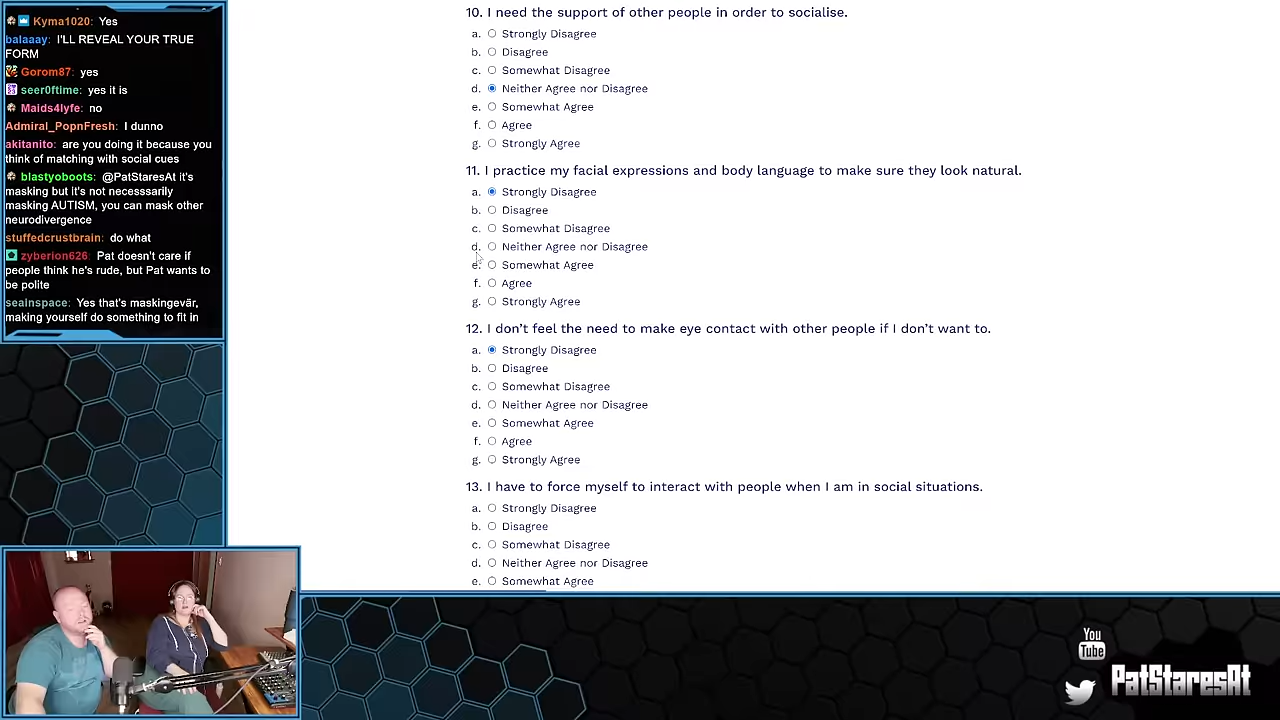 Kyma1020: Yes
balaaay: I'LL REVEAL YOUR TRUE
FORM
Gorom87: yes
seer0ftime: yes it is
Maids4lyfe: no
Admiral_PopnFresh: I dunno
akitanito: are you doing it because you
think of matching with social cues
blastyoboots: @PatStaresAt it's
masking but it's not necesssarily
masking AUTISM, you can mask other
neurodivergence
stuffedcrustbrain: do what
zyberion626: Pat doesn't care if
people think he's rude, but Pat wants to
be polite
seainspace: Yes that's maskingevär,
making yourself do something to fit in
10. I need the support of other people in order to socialise.
a. Strongly Disagree
b. Disagree
c. Somewhat Disagree
d. Neither Agree nor Disagree
e. Somewhat Agree
f. Agree
g. Strongly Agree
11. I practice my facial expressions and body language to make sure they look natural.
a. Strongly Disagree
b. Disagree
c. Somewhat Disagree
d. Neither Agree nor Disagree
e. Somewhat Agree
f. Agree
g. Strongly Agree
12. I don't feel the need to make eye contact with other people if I don't want to.
a. Strongly Disagree
b. Disagree
c. Somewhat Disagree
d. Neither Agree nor Disagree
e. Somewhat Agree
f. Agree
g. Strongly Agree
13. I have to force myself to interact with people when I am in social situations.
a. Strongly Disagree
b. Disagree
c. Somewhat Disagree
d. Neither Agree nor Disagree
e. Somewhat Agree
You
Tube
PatStaresAt